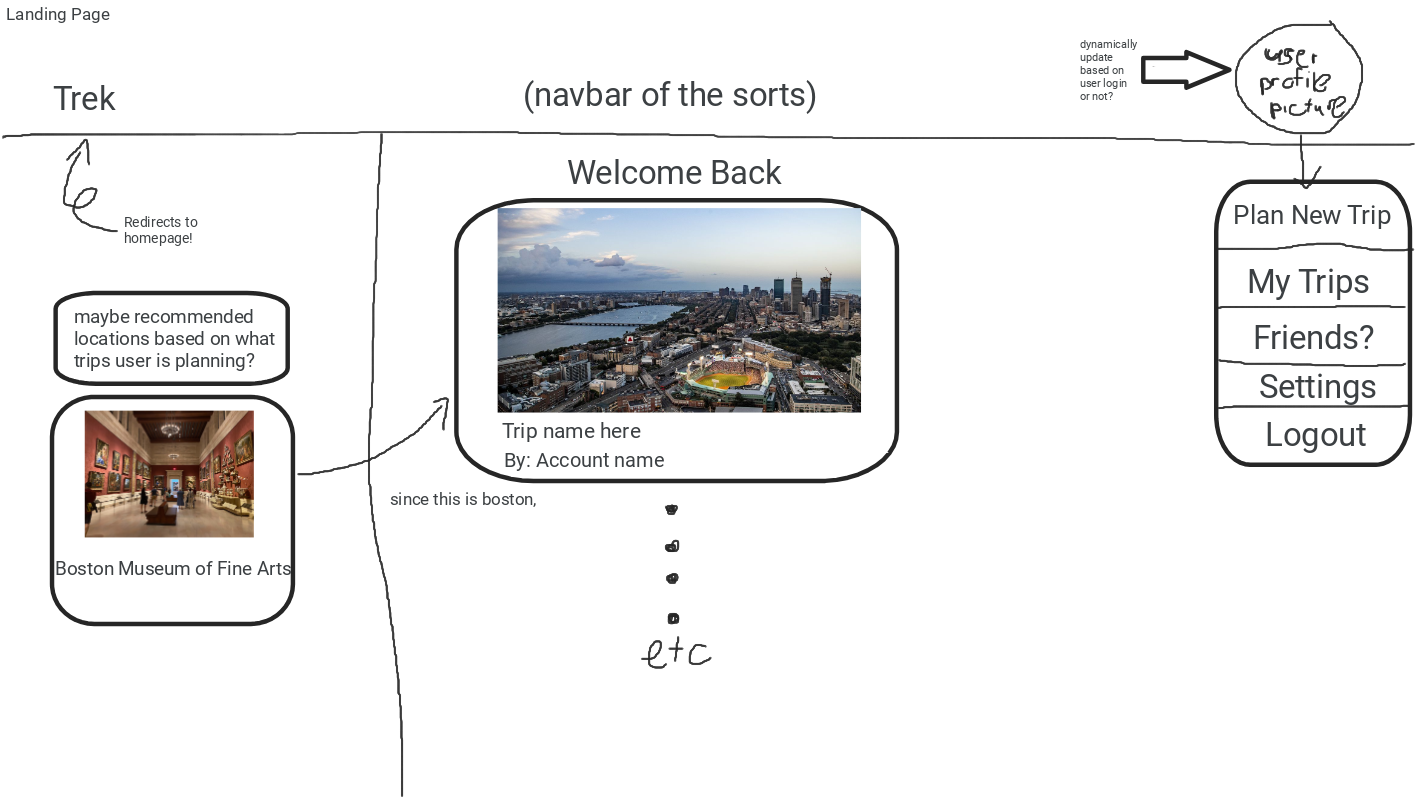 Landing Page
Trek
(navbar of the sorts)
dynamically
update
based on
user login
or not?
user
profile
picture
Redirects to
homepage!
maybe recommended
locations based on what
trips user is planning?
Boston Museum of Fine Arts
Welcome Back
Trip name here
By: Account name
since this is boston,
etc
Plan New Trip
My Trips
Friends?
Settings
Logout